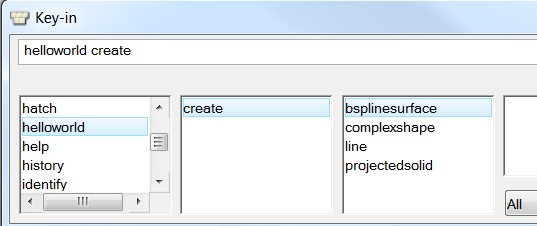 Key-in
helloworld create
hatch
helloworld
help
history
identify
create
bsplinesurface
complexshape
line
projectedsolid
All